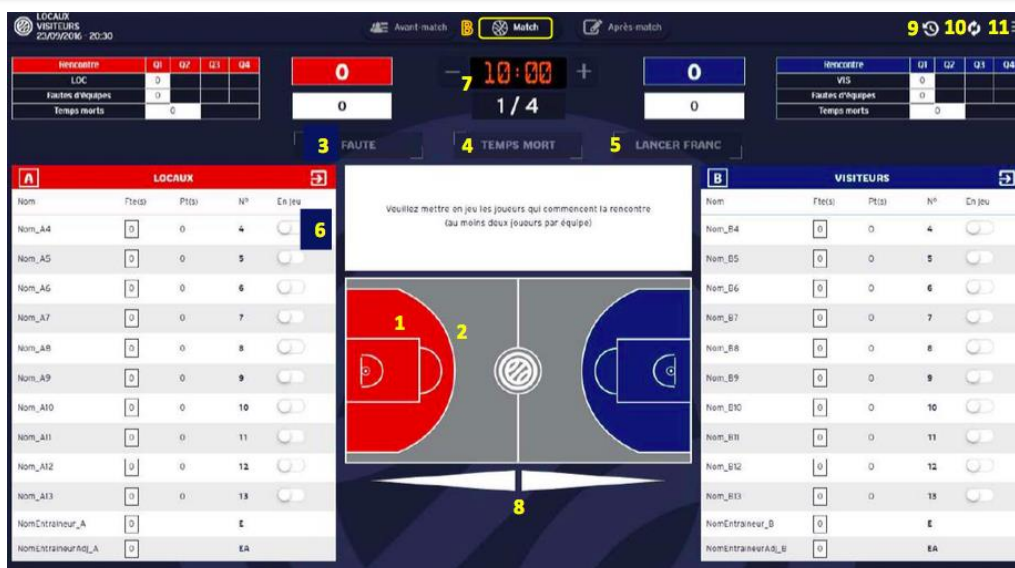 LOCAUX
VISITEURS
23/09/2016 - 20:30
Avant-match B Match Après-match
9 10 11
Rencontre Q1 Q2 Q3 Q4
LOC 0
Fautes d'équipes 0
Temps morts 0
0
0
7 10:00
1 / 4
0
0
Rencontre Q1 Q2 Q3 Q4
VIS 0
Fautes d'équipes 0
Temps morts 0
3 FAUTE 4 TEMPS MORT 5 LANCER FRANC
A LOCAUX
Nom Fte(s) Pt(s) N° En jeu
Nom_A4 0 0 4 6
Nom_A5 0 0 5
Nom_A6 0 0 6
Nom_A7 0 0 7
Nom_A8 0 0 8
Nom_A9 0 0 9
Nom_A10 0 0 10
Nom_A11 0 0 11
Nom_A12 0 0 12
Nom_A13 0 0 13
NomEntraineur_A 0 E
NomEntraineurAdj_A 0 EA
Veuillez mettre en jeu les joueurs qui commencent la rencontre
(au moins deux joueurs par équipe)
1 2
8
B VISITEURS
Nom Fte(s) Pt(s) N° En jeu
Nom_B4 0 0 4
Nom_B5 0 0 5
Nom_B6 0 0 6
Nom_B7 0 0 7
Nom_B8 0 0 8
Nom_B9 0 0 9
Nom_B10 0 0 10
Nom_B11 0 0 11
Nom_B12 0 0 12
Nom_B13 0 0 13
NomEntraineur_B 0 E
NomEntraineurAdj_B 0 EA